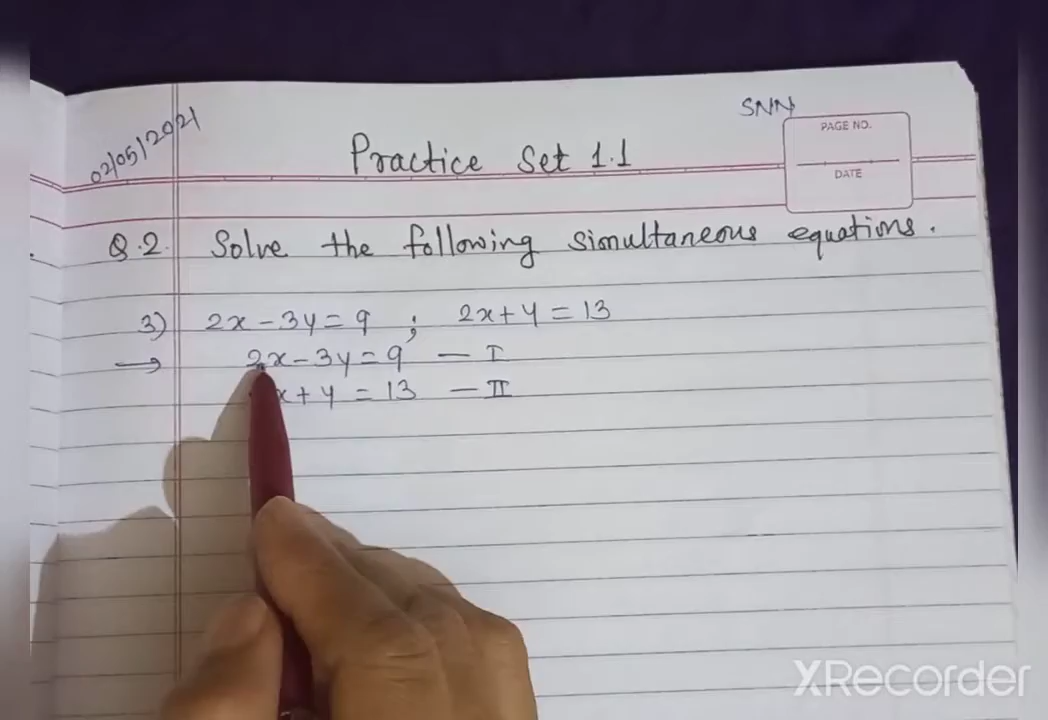 02/05/2021
SNN
PAGE NO.
DATE
Practice Set 1.1
Q.2. Solve the following simultaneous equations.
3) 2x - 3y = 9 ; 2x + y = 13
→ 2x - 3y = 9 — I
x + y = 13 — II
XRecorder